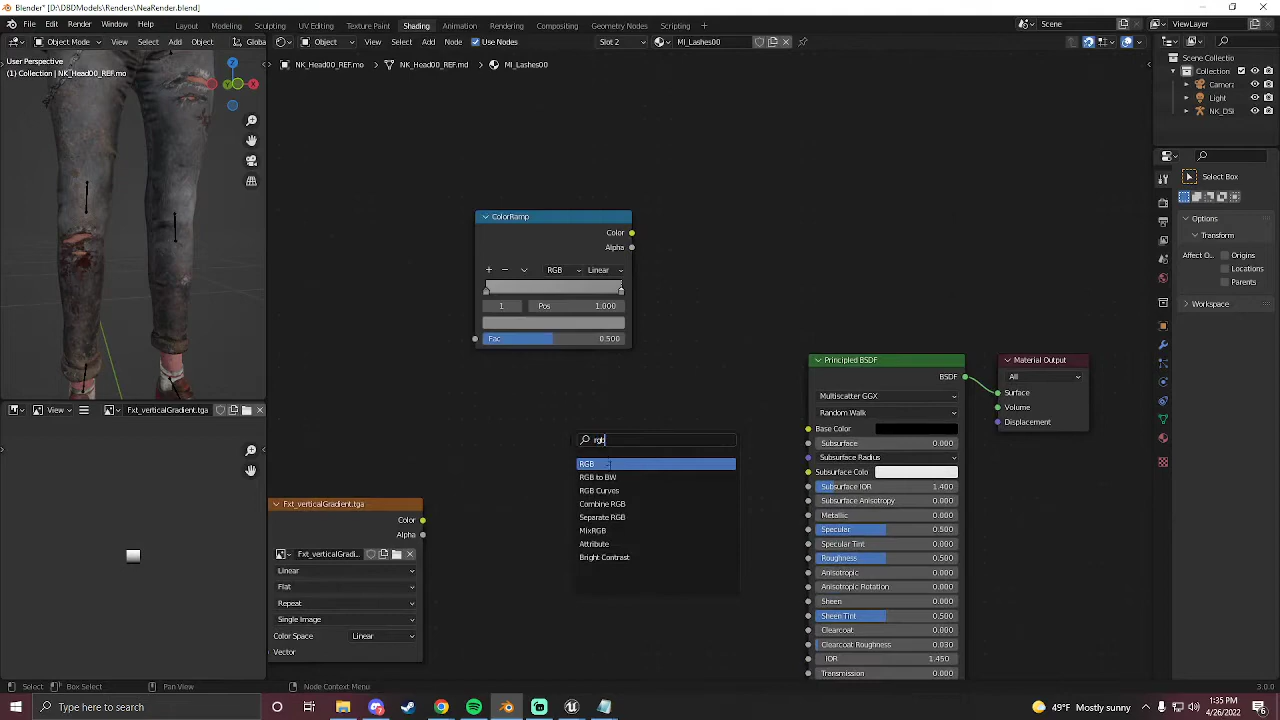 Blender* [D:\DBDModels\Renders\NeaRender.blend]
File Edit Render Window Help Layout Modeling Sculpting UV Editing Texture Paint Shading Animation Rendering Compositing Geometry Nodes Scripting + Scene ViewLayer
Object Mode View Select Add Object Globa
Object View Select Add Node Use Nodes Slot 2 MI_Lashes00
User Perspective
(1) Collection | NK_Head00_REF.mo
NK_Head00_REF.mo NK_Head00_REF.md MI_Lashes00
Scene Collectio
Collection
Camera
Light
NK_DSI
Select Box
Options
Transform
Affect O.. Origins
Locations
Parents
Workspace
ColorRamp
Color
Alpha
RGB Linear
1 Pos 1.000
Fac 0.500
Principled BSDF
BSDF
Multiscatter GGX
Random Walk
Base Color
Subsurface 0.000
Subsurface Radius
Subsurface Colo
Subsurface IOR 1.400
Subsurface Anisotropy 0.000
Metallic 0.000
Specular 0.500
Specular Tint 0.000
Roughness 0.500
Anisotropic 0.000
Anisotropic Rotation 0.000
Sheen 0.000
Sheen Tint 0.500
Clearcoat 0.000
Clearcoat Roughness 0.030
IOR 1.450
Transmission 0.000
Material Output
All
Surface
Volume
Displacement
View Fxt_verticalGradient.tga
rgb
RGB
RGB to BW
RGB Curves
Combine RGB
Separate RGB
MixRGB
Attribute
Bright Contrast
Fxt_verticalGradient.tga
Color
Alpha
Fxt_verticalGradi..
Linear
Flat
Repeat
Single Image
Color Space Linear
Vector
Select Box Select Pan View Node Context Menu 3.0.0
Type here to search
49°F Mostly sunny
1:35 PM
4/26/2022